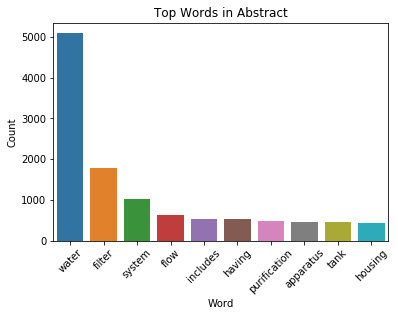 Top Words in Abstract
Count
5000
4000
3000
2000
1000
0
water
filter
system
flow
includes
having
purification
apparatus
tank
housing
Word